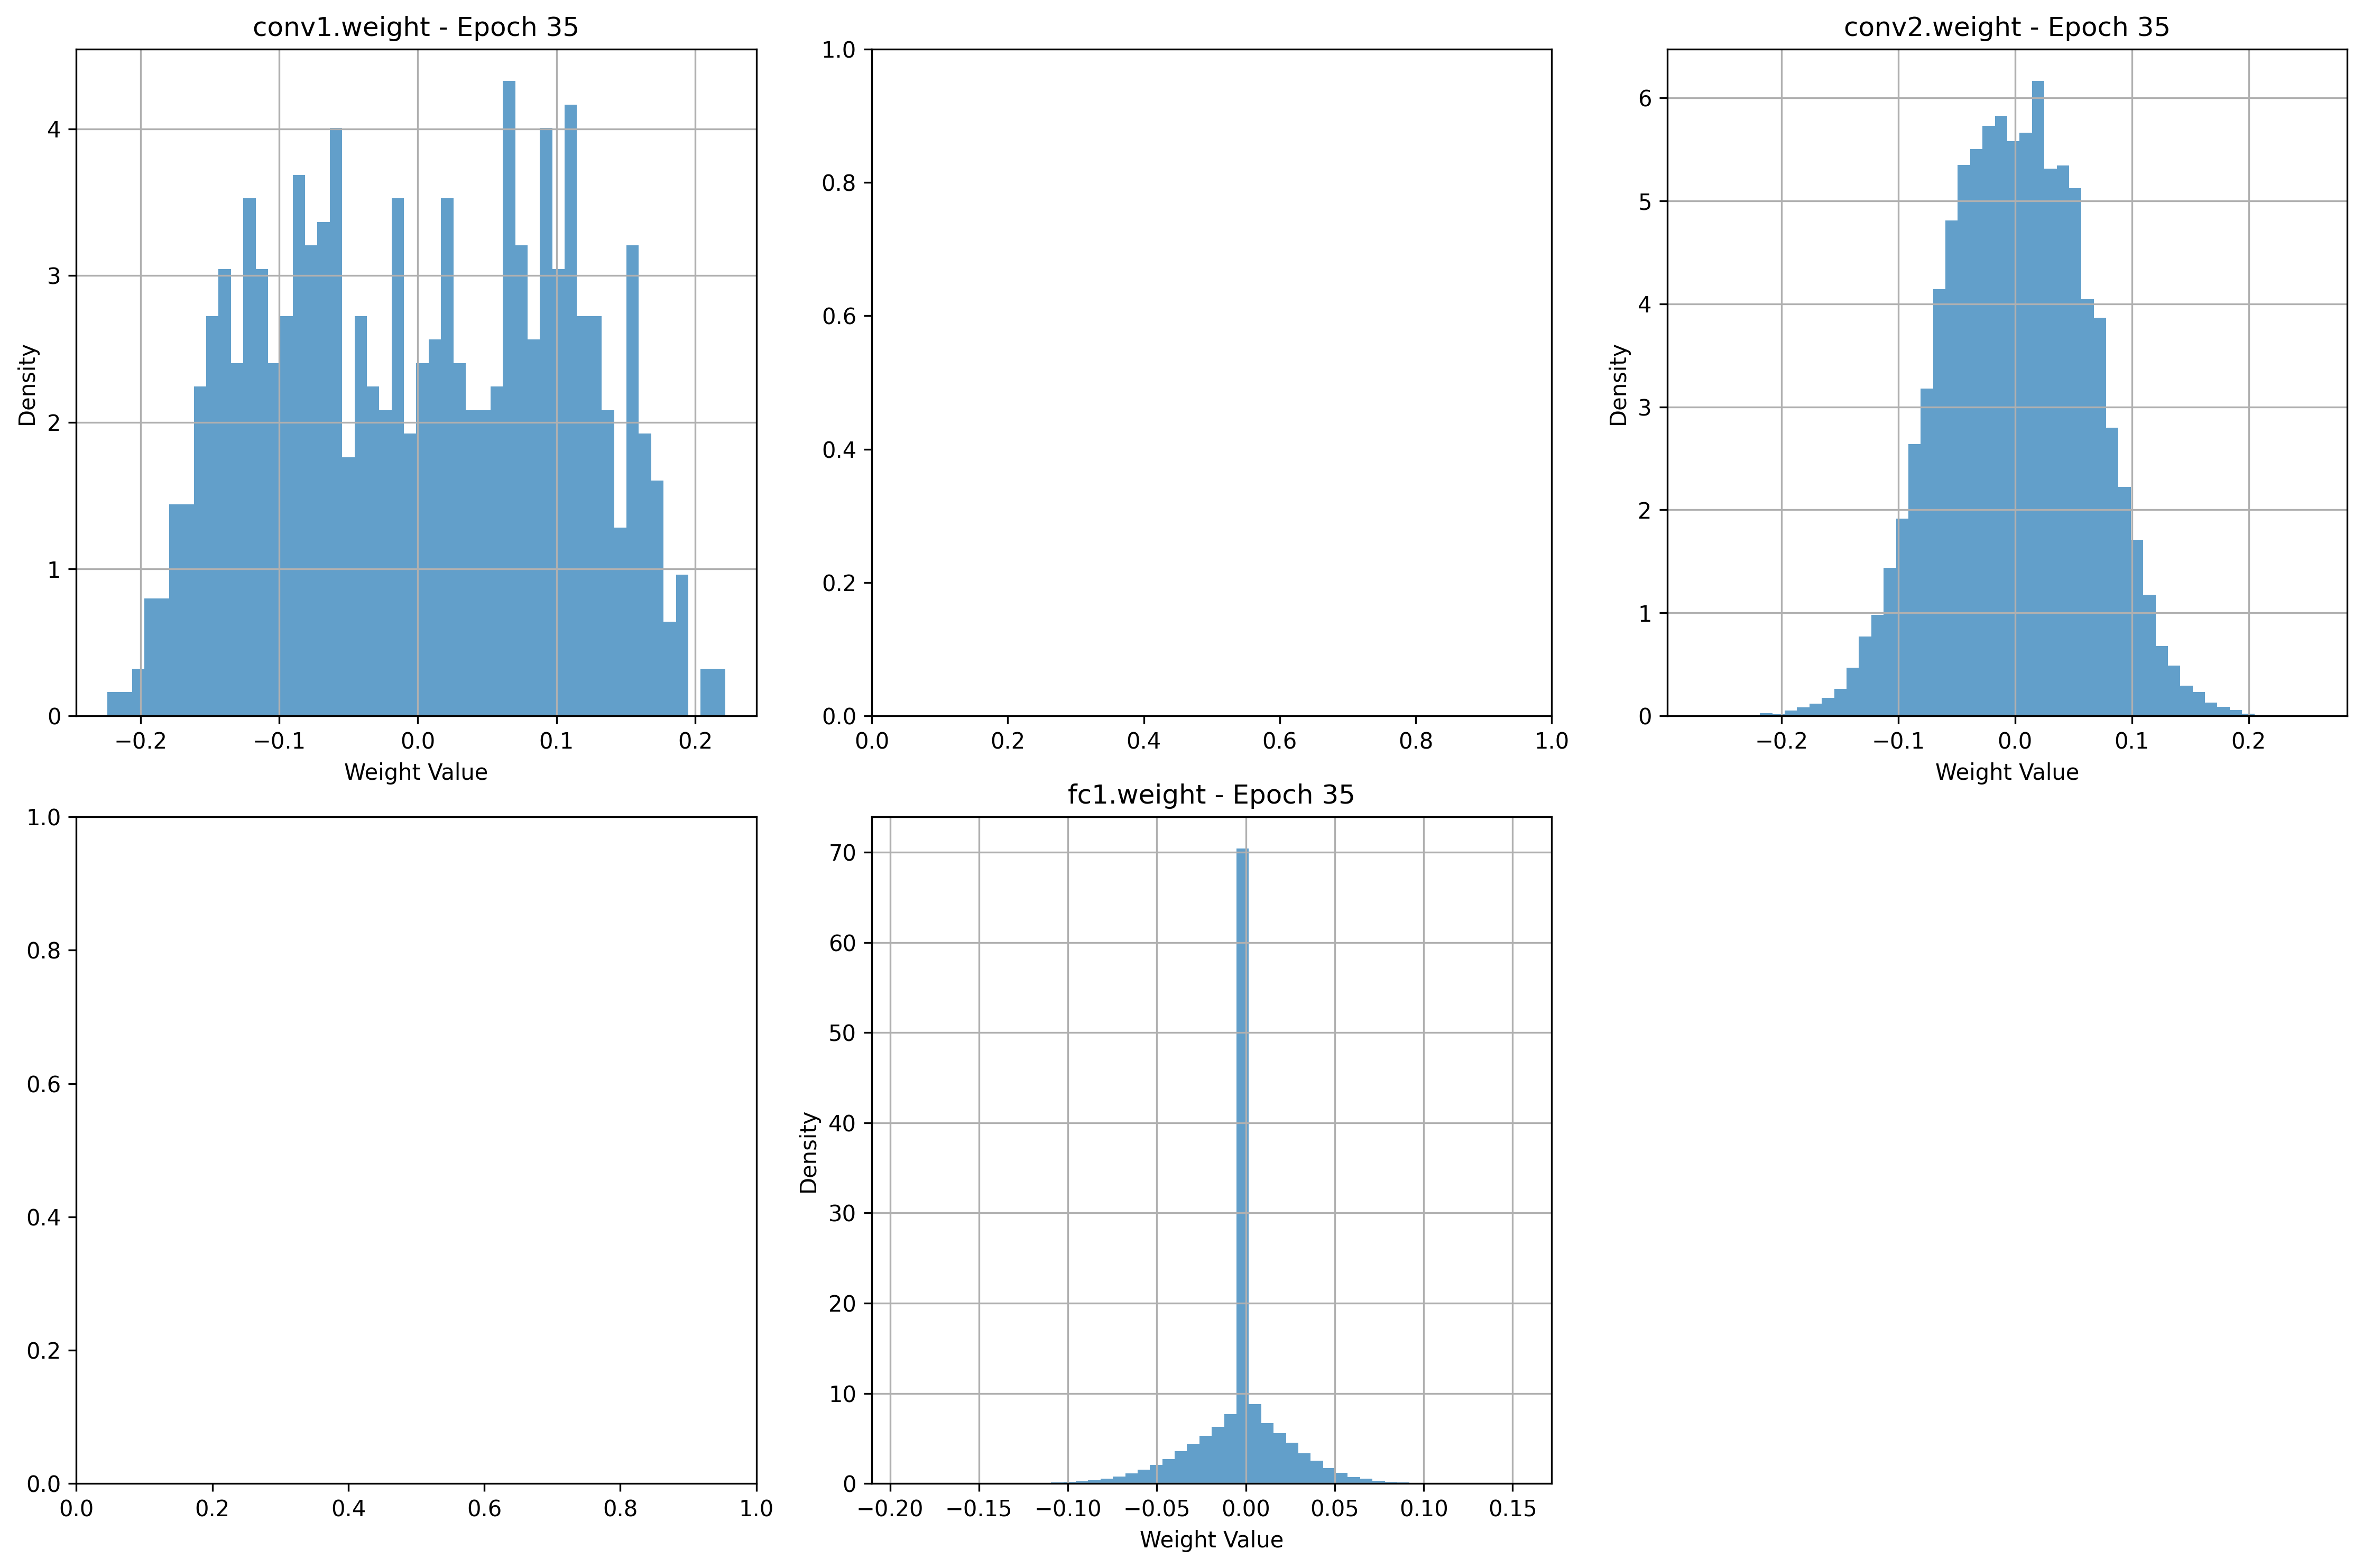 conv1.weight - Epoch 35
4
3
2
1
0
Density
−0.2 −0.1 0.0 0.1 0.2
Weight Value
1.0
0.8
0.6
0.4
0.2
0.0
0.0 0.2 0.4 0.6 0.8 1.0
conv2.weight - Epoch 35
6
5
4
3
2
1
0
Density
−0.2 −0.1 0.0 0.1 0.2
Weight Value
1.0
0.8
0.6
0.4
0.2
0.0
0.0 0.2 0.4 0.6 0.8 1.0
fc1.weight - Epoch 35
70
60
50
40
30
20
10
0
Density
−0.20 −0.15 −0.10 −0.05 0.00 0.05 0.10 0.15
Weight Value